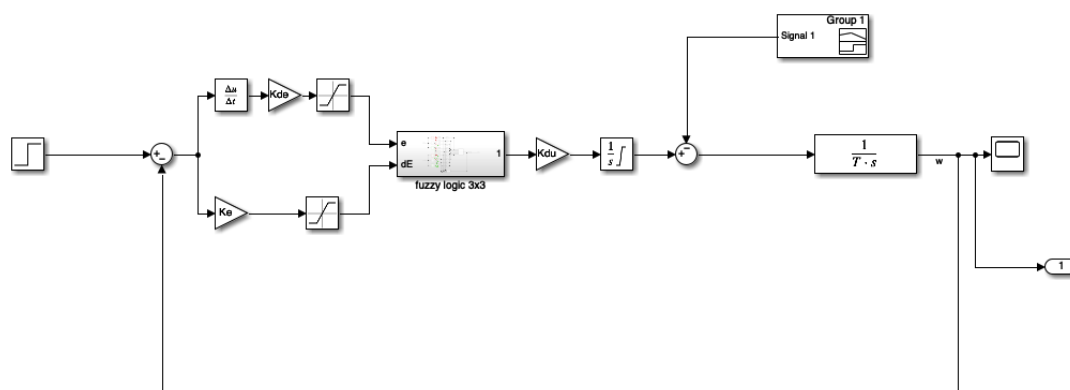 Group 1
Signal 1
Δu
Δt
Kde
e
1
dE
fuzzy logic 3x3
Kdu
1
s
1
T · s
w
Ke
1